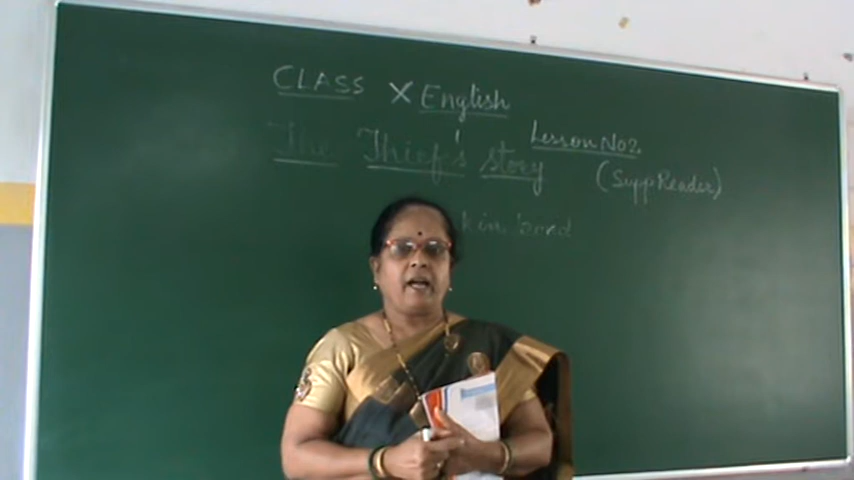 CLASS X English
Lesson No 2.
The Thief's story
(Supp Reader)